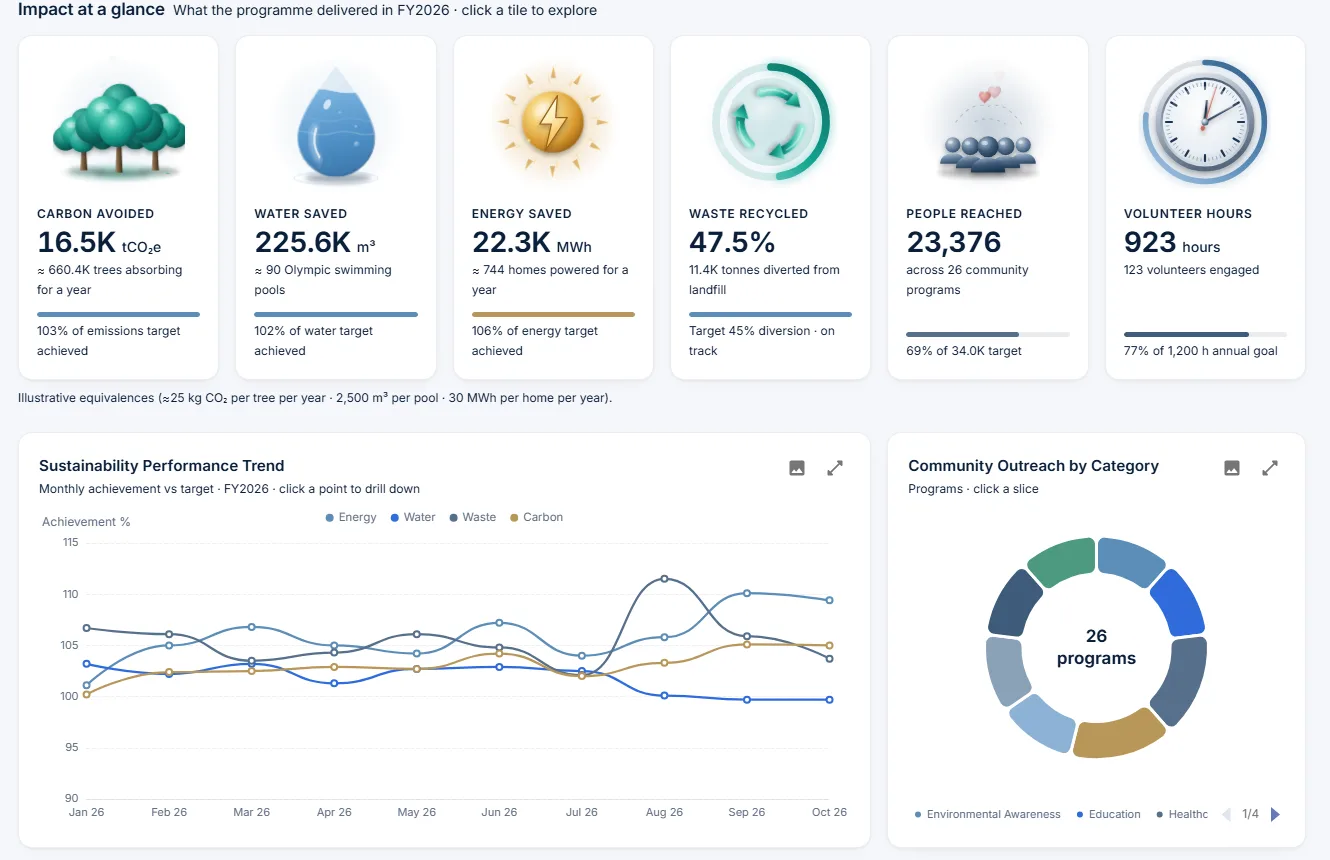 Impact at a glance What the programme delivered in FY2026 · click a tile to explore
CARBON AVOIDED
16.5K tCO₂e
≈ 660.4K trees absorbing
for a year
103% of emissions target
achieved
WATER SAVED
225.6K m³
≈ 90 Olympic swimming
pools
102% of water target
achieved
ENERGY SAVED
22.3K MWh
≈ 744 homes powered for a
year
106% of energy target
achieved
WASTE RECYCLED
47.5%
11.4K tonnes diverted from
landfill
Target 45% diversion · on
track
PEOPLE REACHED
23,376
across 26 community
programs
69% of 34.0K target
VOLUNTEER HOURS
923 hours
123 volunteers engaged
77% of 1,200 h annual goal
Illustrative equivalences (≈25 kg CO₂ per tree per year · 2,500 m³ per pool · 30 MWh per home per year).
Sustainability Performance Trend
Monthly achievement vs target · FY2026 · click a point to drill down
Achievement %
Energy Water Waste Carbon
115
110
105
100
95
90
Jan 26 Feb 26 Mar 26 Apr 26 May 26 Jun 26 Jul 26 Aug 26 Sep 26 Oct 26
Community Outreach by Category
Programs · click a slice
26
programs
Environmental Awareness Education Healthc 1/4